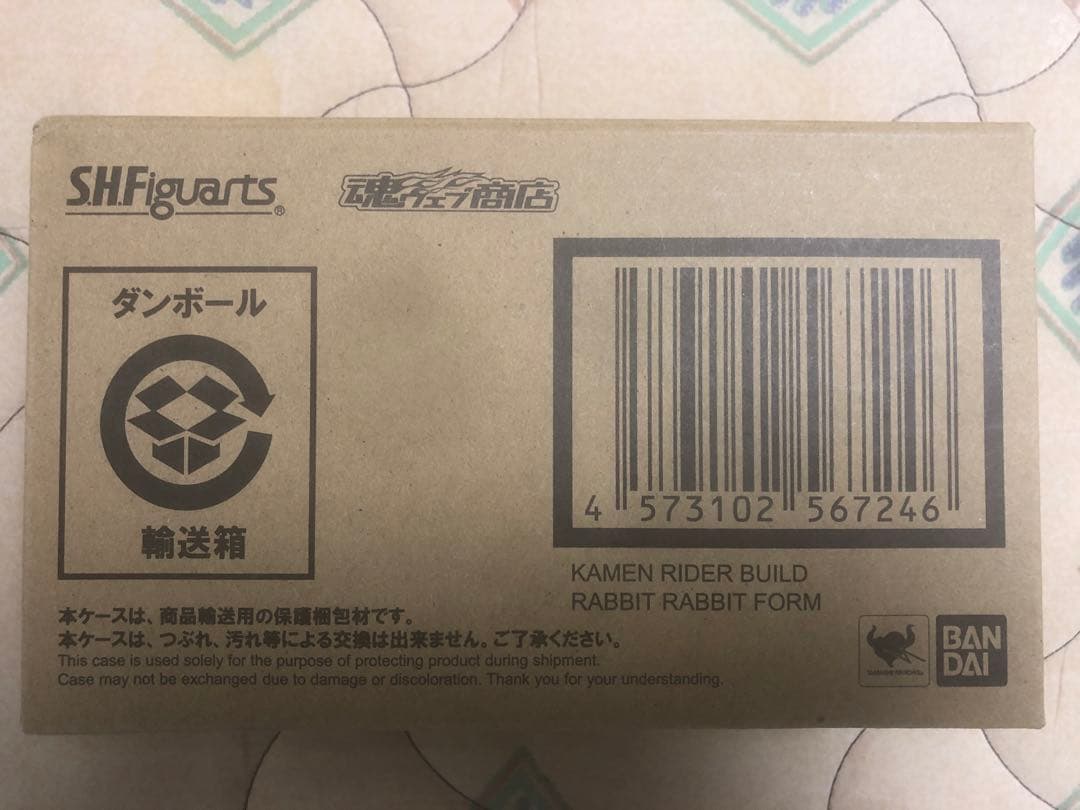 S.H.Figuarts®
魂ウェブ商店
ダンボール
輸送箱
4 573102 567246
KAMEN RIDER BUILD
RABBIT RABBIT FORM
本ケースは、商品輸送用の保護梱包材です。
本ケースは、つぶれ、汚れ等による交換は出来ません。ご了承ください。
This case is used solely for the purpose of protecting product during shipment.
Case may not be exchanged due to damage or discoloration. Thank you for your understanding.
BAN
DAI